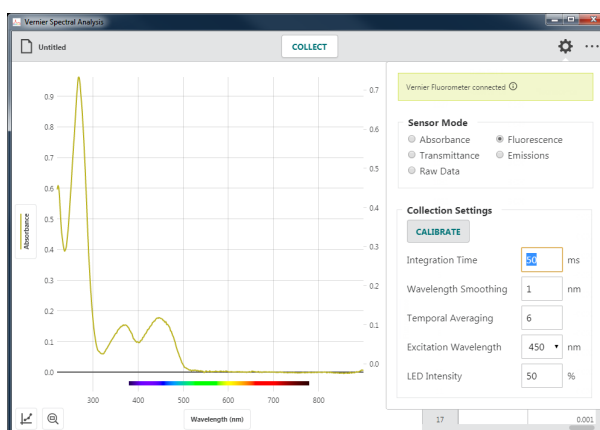 Vernier Spectral Analysis
Untitled
COLLECT
Vernier Fluorometer connected
Sensor Mode
Absorbance
Fluorescence
Transmittance
Emissions
Raw Data
Collection Settings
CALIBRATE
Integration Time 50 ms
Wavelength Smoothing 1 nm
Temporal Averaging 6
Excitation Wavelength 450 nm
LED Intensity 50 %
17 0.001
Absorbance
0.9
0.8
0.7
0.6
0.5
0.4
0.3
0.2
0.1
0.0
0.7
0.6
0.5
0.4
0.3
0.2
0.1
0.0
300 400 500 600 700 800
Wavelength (nm)